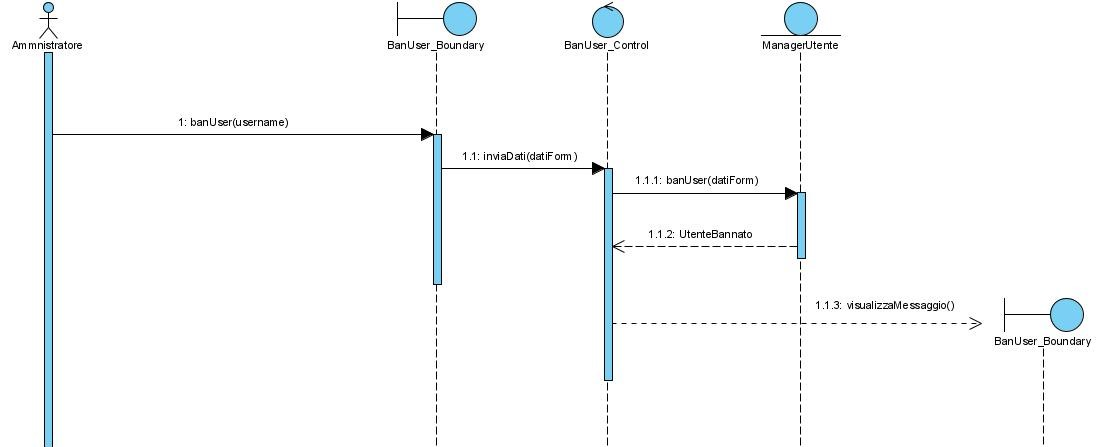 Ammnistratore
BanUser_Boundary
BanUser_Control
ManagerUtente
1: banUser(username)
1.1: inviaDati(datiForm)
1.1.1: banUser(datiForm)
1.1.2: UtenteBannato
1.1.3: visualizzaMessaggio()
BanUser_Boundary